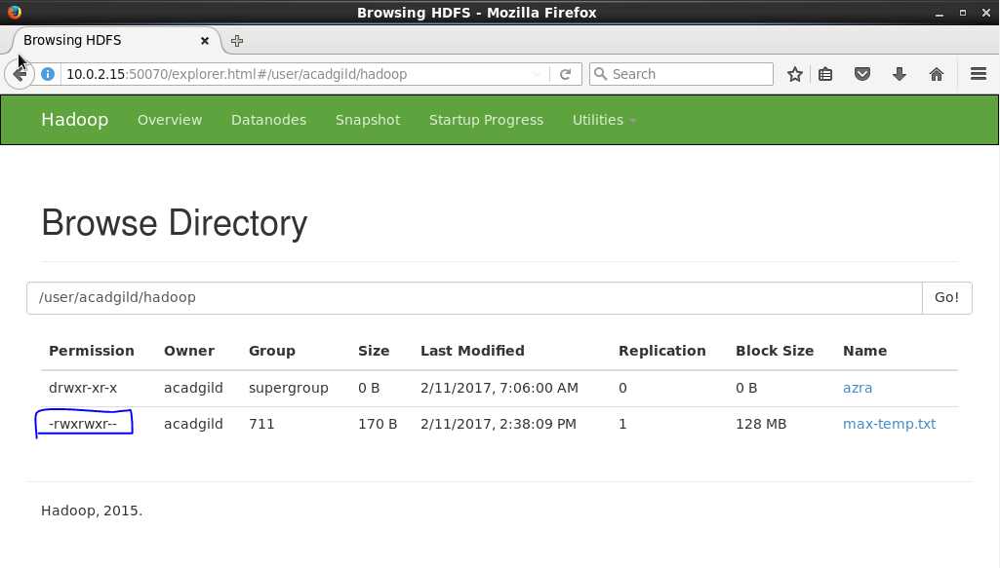 Browsing HDFS - Mozilla Firefox
Browsing HDFS
10.0.2.15:50070/explorer.html#/user/acadgild/hadoop Search
Hadoop Overview Datanodes Snapshot Startup Progress Utilities
Browse Directory
/user/acadgild/hadoop Go!
Permission Owner Group Size Last Modified Replication Block Size Name
drwxr-xr-x acadgild supergroup 0 B 2/11/2017, 7:06:00 AM 0 0 B azra
-rwxrwxr-- acadgild 711 170 B 2/11/2017, 2:38:09 PM 1 128 MB max-temp.txt
Hadoop, 2015.